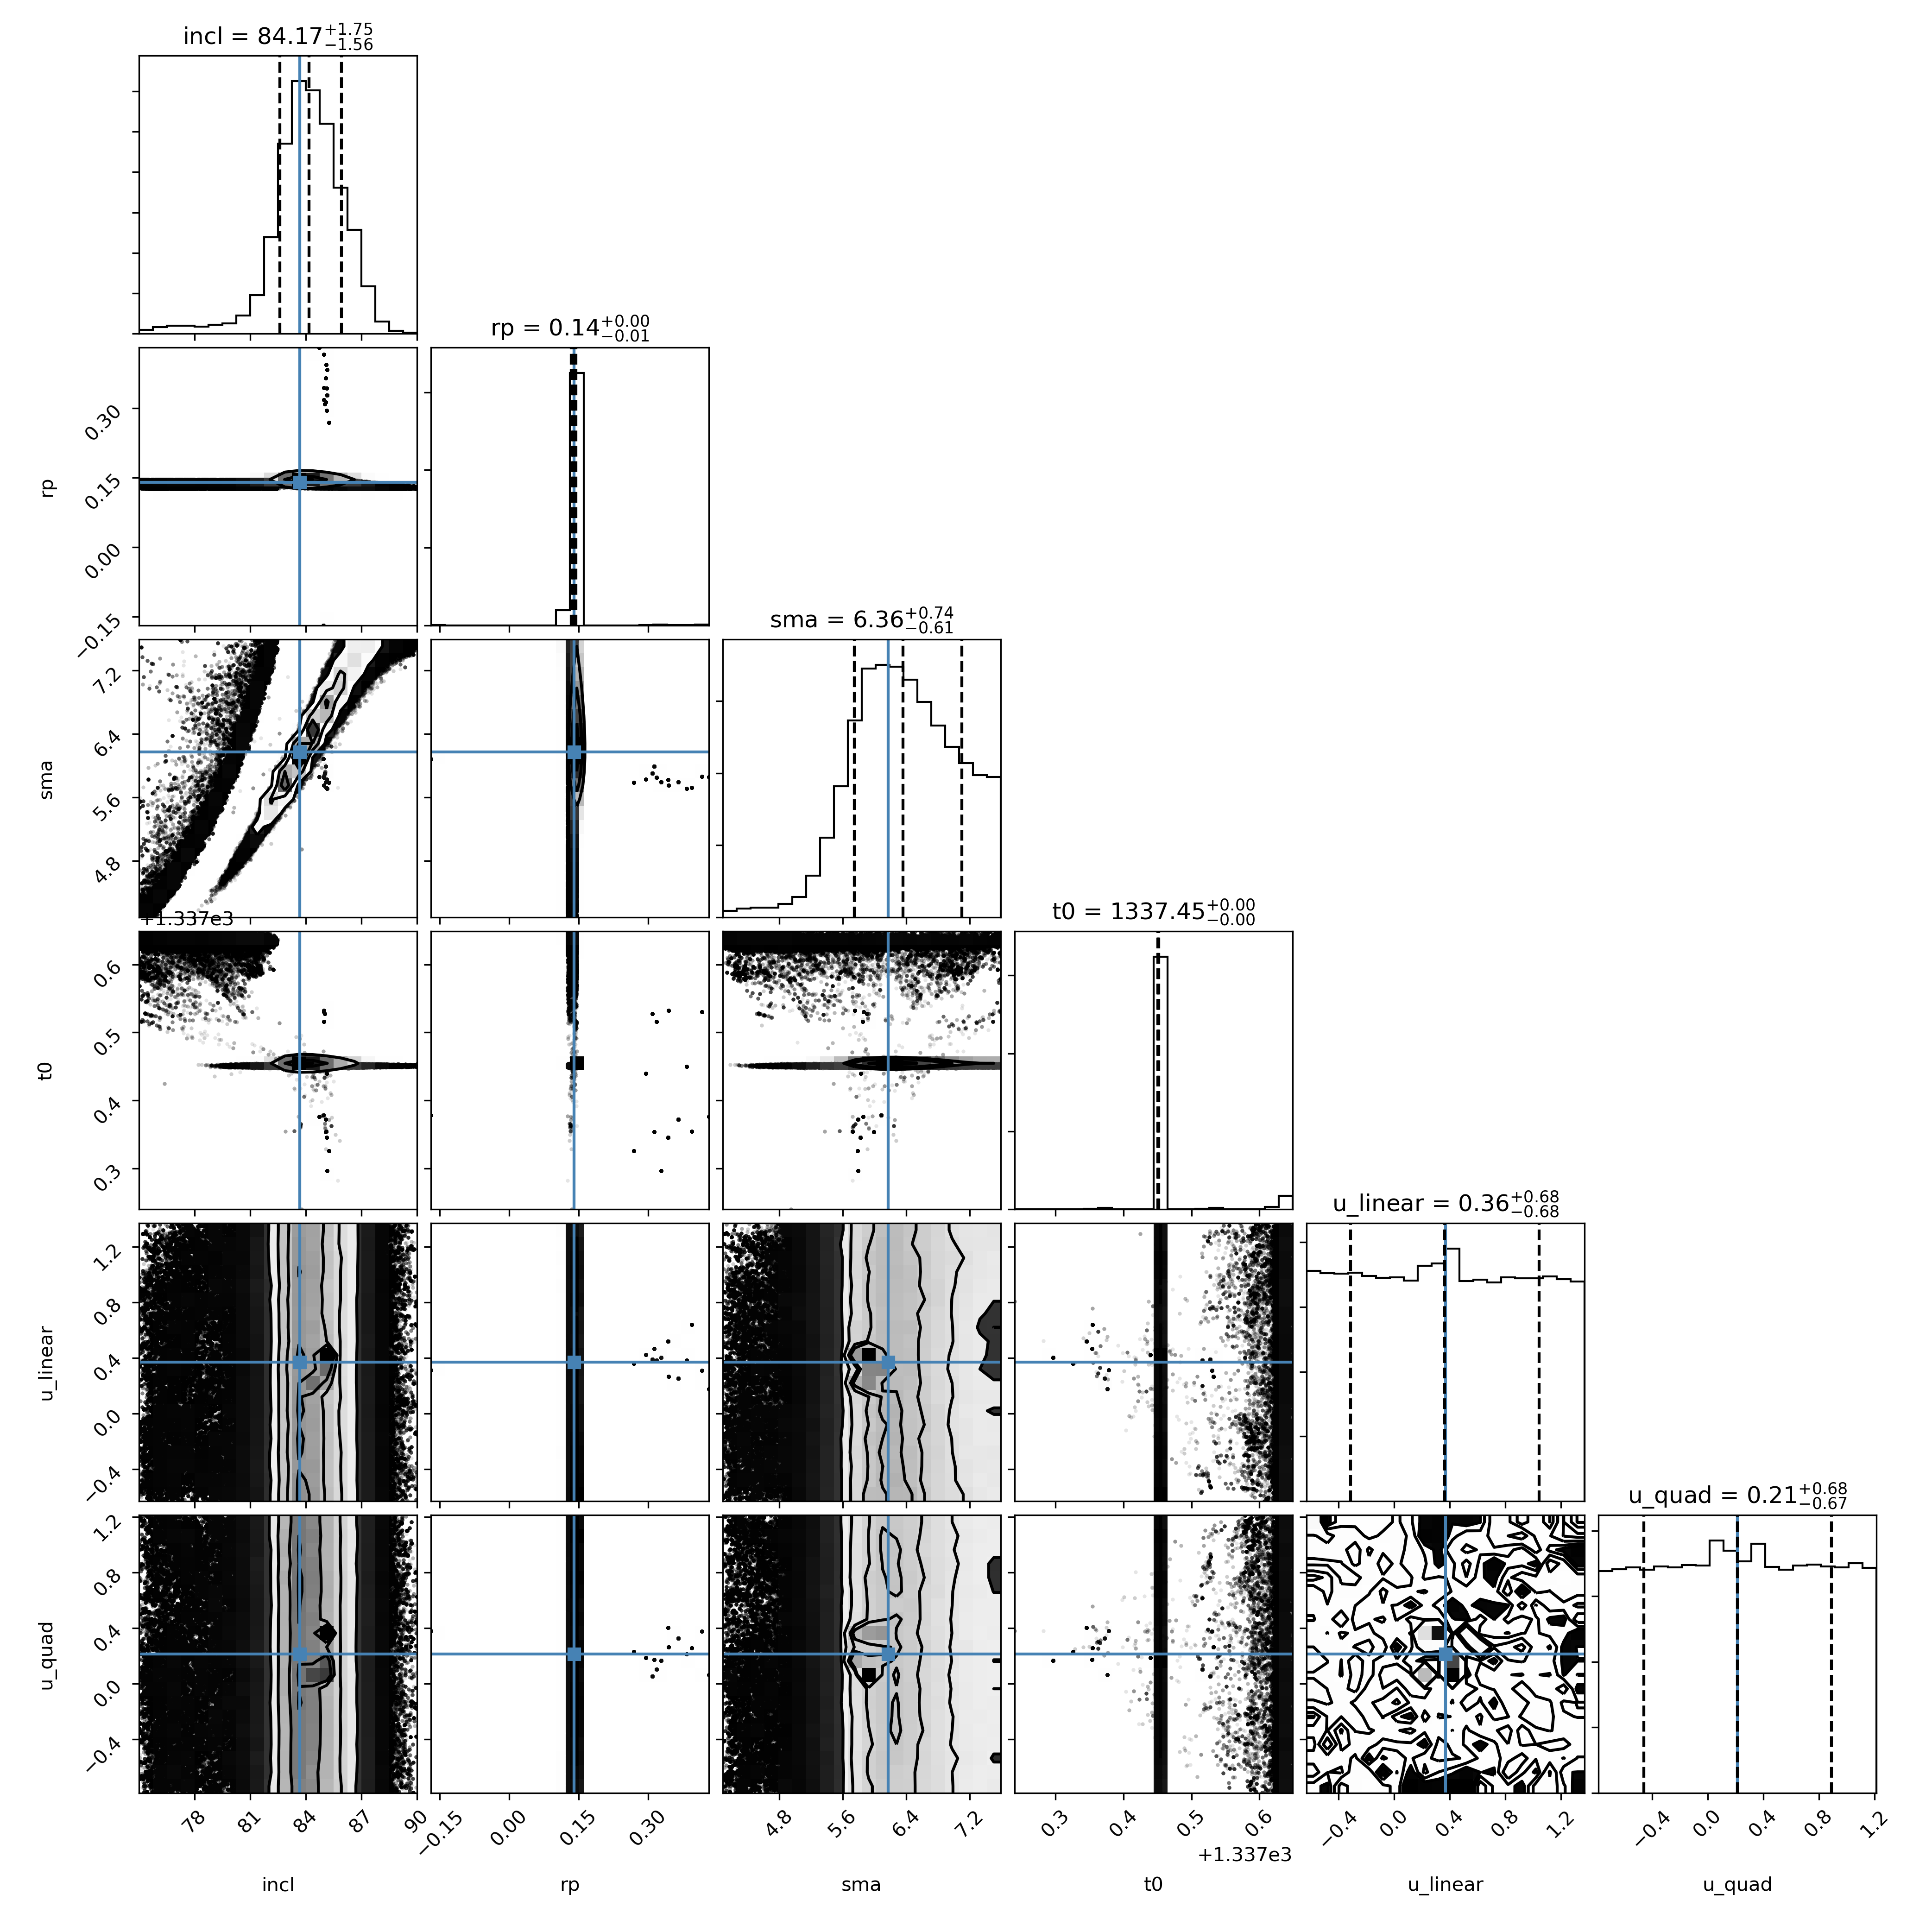 incl = 84.17+1.75−1.56
rp = 0.14+0.00−0.01
0.30
0.15
0.00
−0.15
rp
sma = 6.36+0.74−0.61
7.2
6.4
5.6
4.8
sma
+1.337e3
t0 = 1337.45+0.00−0.00
0.6
0.5
0.4
0.3
t0
u_linear = 0.36+0.68−0.68
1.2
0.8
0.4
0.0
−0.4
u_linear
u_quad = 0.21+0.68−0.67
1.2
0.8
0.4
0.0
−0.4
u_quad
78 81 84 87 90 −0.15 0.00 0.15 0.30 4.8 5.6 6.4 7.2 0.3 0.4 0.5 0.6 −0.4 0.0 0.4 0.8 1.2 −0.4 0.0 0.4 0.8 1.2
+1.337e3
incl rp sma t0 u_linear u_quad